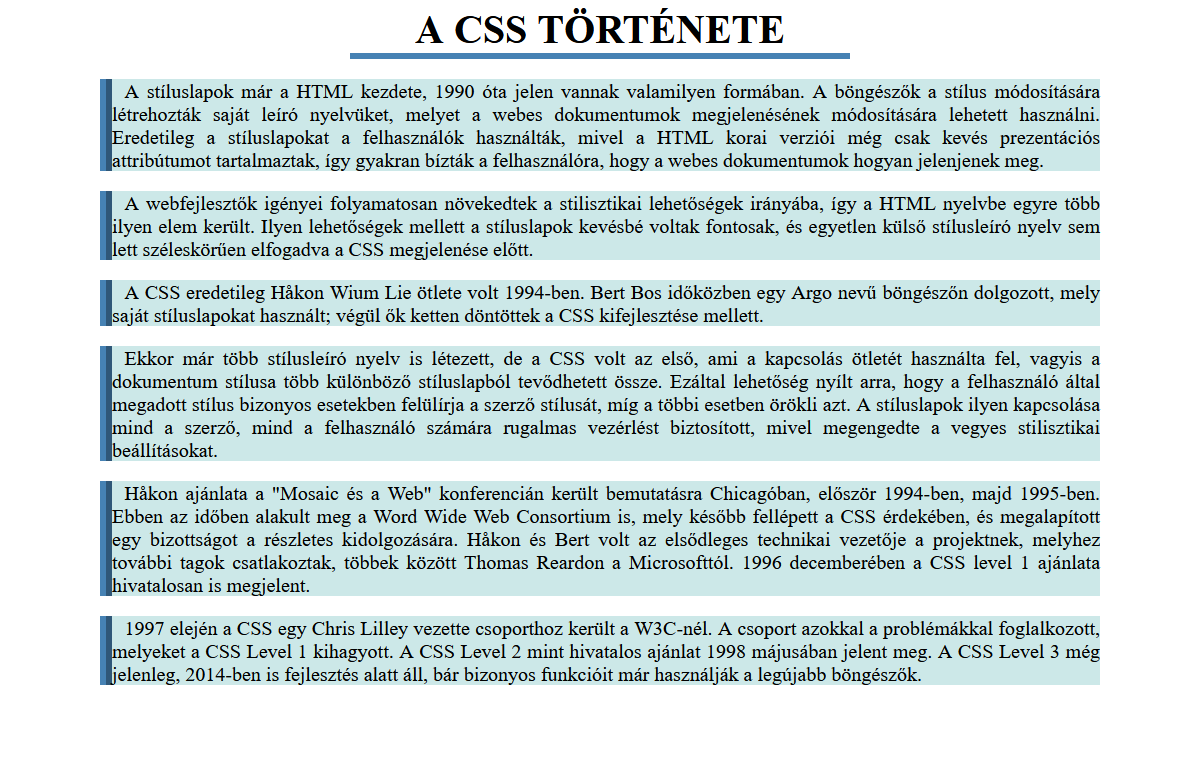 A CSS TÖRTÉNETE
A stíluslapok már a HTML kezdete, 1990 óta jelen vannak valamilyen formában. A böngészők a stílus módosítására
létrehozták saját leíró nyelvüket, melyet a webes dokumentumok megjelenésének módosítására lehetett használni.
Eredetileg a stíluslapokat a felhasználók használták, mivel a HTML korai verziói még csak kevés prezentációs
attribútumot tartalmaztak, így gyakran bízták a felhasználóra, hogy a webes dokumentumok hogyan jelenjenek meg.
A webfejlesztők igényei folyamatosan növekedtek a stilisztikai lehetőségek irányába, így a HTML nyelvbe egyre több
ilyen elem került. Ilyen lehetőségek mellett a stíluslapok kevésbé voltak fontosak, és egyetlen külső stílusleíró nyelv sem
lett széleskörűen elfogadva a CSS megjelenése előtt.
A CSS eredetileg Håkon Wium Lie ötlete volt 1994-ben. Bert Bos időközben egy Argo nevű böngészőn dolgozott, mely
saját stíluslapokat használt; végül ők ketten döntöttek a CSS kifejlesztése mellett.
Ekkor már több stílusleíró nyelv is létezett, de a CSS volt az első, ami a kapcsolás ötletét használta fel, vagyis a
dokumentum stílusa több különböző stíluslapból tevődhetett össze. Ezáltal lehetőség nyílt arra, hogy a felhasználó által
megadott stílus bizonyos esetekben felülírja a szerző stílusát, míg a többi esetben örökli azt. A stíluslapok ilyen kapcsolása
mind a szerző, mind a felhasználó számára rugalmas vezérlést biztosított, mivel megengedte a vegyes stilisztikai
beállításokat.
Håkon ajánlata a "Mosaic és a Web" konferencián került bemutatásra Chicagóban, először 1994-ben, majd 1995-ben.
Ebben az időben alakult meg a Word Wide Web Consortium is, mely később fellépett a CSS érdekében, és megalapított
egy bizottságot a részletes kidolgozására. Håkon és Bert volt az elsődleges technikai vezetője a projektnek, melyhez
további tagok csatlakoztak, többek között Thomas Reardon a Microsofttól. 1996 decemberében a CSS level 1 ajánlata
hivatalosan is megjelent.
1997 elején a CSS egy Chris Lilley vezette csoporthoz került a W3C-nél. A csoport azokkal a problémákkal foglalkozott,
melyeket a CSS Level 1 kihagyott. A CSS Level 2 mint hivatalos ajánlat 1998 májusában jelent meg. A CSS Level 3 még
jelenleg, 2014-ben is fejlesztés alatt áll, bár bizonyos funkcióit már használják a legújabb böngészők.